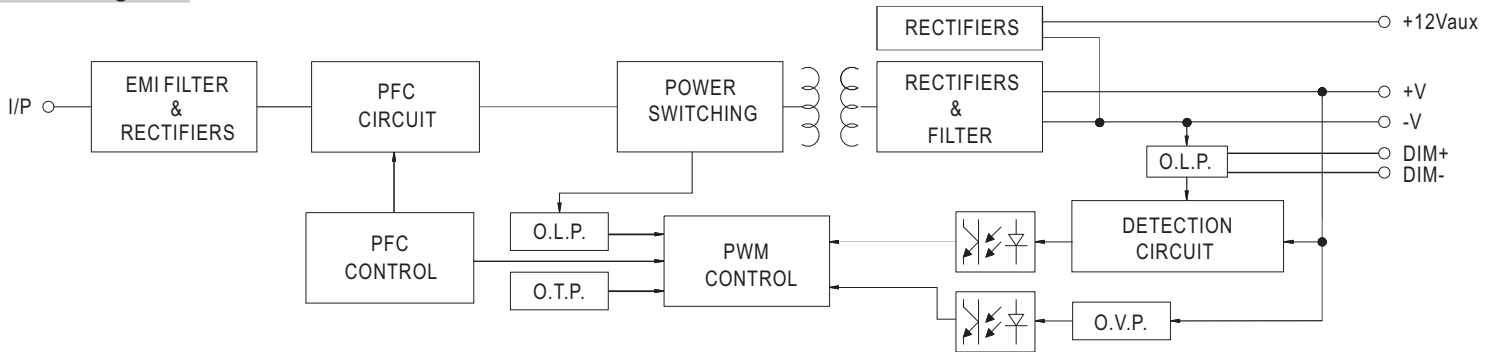 RECTIFIERS
+12Vaux
I/P
EMI FILTER
&
RECTIFIERS
PFC
CIRCUIT
POWER
SWITCHING
RECTIFIERS
&
FILTER
+V
-V
O.L.P.
DIM+
DIM-
PFC
CONTROL
O.L.P.
O.T.P.
PWM
CONTROL
DETECTION
CIRCUIT
O.V.P.